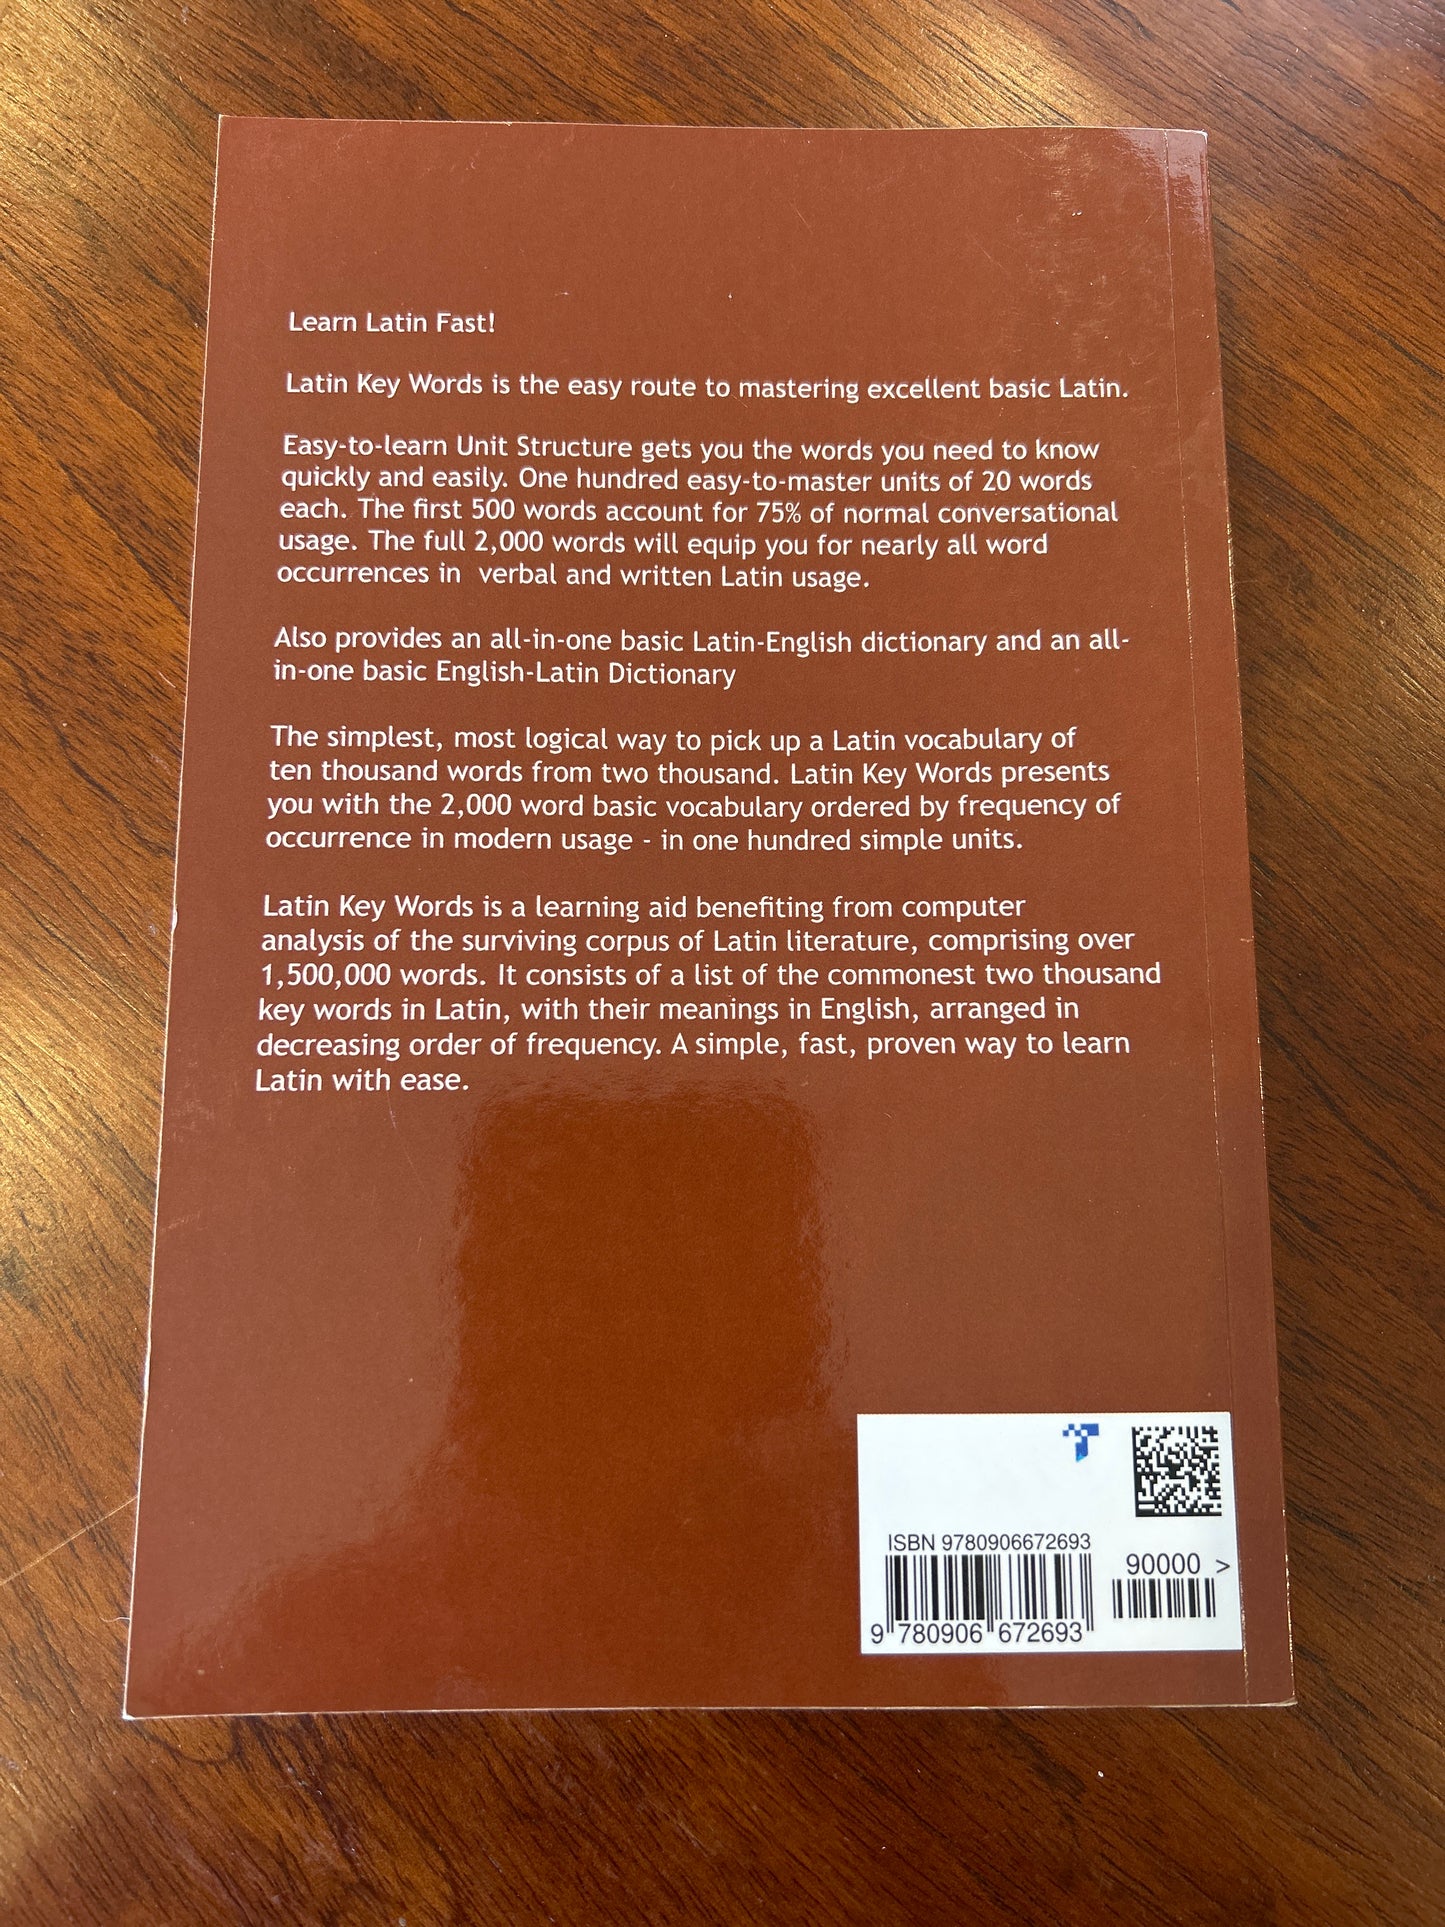 Learn Latin Fast!
Latin Key Words is the easy route to mastering excellent basic Latin.
Easy-to-learn Unit Structure gets you the words you need to know
quickly and easily. One hundred easy-to-master units of 20 words
each. The first 500 words account for 75% of normal conversational
usage. The full 2,000 words will equip you for nearly all word
occurrences in  verbal and written Latin usage.
Also provides an all-in-one basic Latin-English dictionary and an all-
in-one basic English-Latin Dictionary
The simplest, most logical way to pick up a Latin vocabulary of
ten thousand words from two thousand. Latin Key Words presents
you with the 2,000 word basic vocabulary ordered by frequency of
occurrence in modern usage - in one hundred simple units.
Latin Key Words is a learning aid benefiting from computer
analysis of the surviving corpus of Latin literature, comprising over
1,500,000 words. It consists of a list of the commonest two thousand
key words in Latin, with their meanings in English, arranged in
decreasing order of frequency. A simple, fast, proven way to learn
Latin with ease.
ISBN 9780906672693
90000 >
9 780906 672693